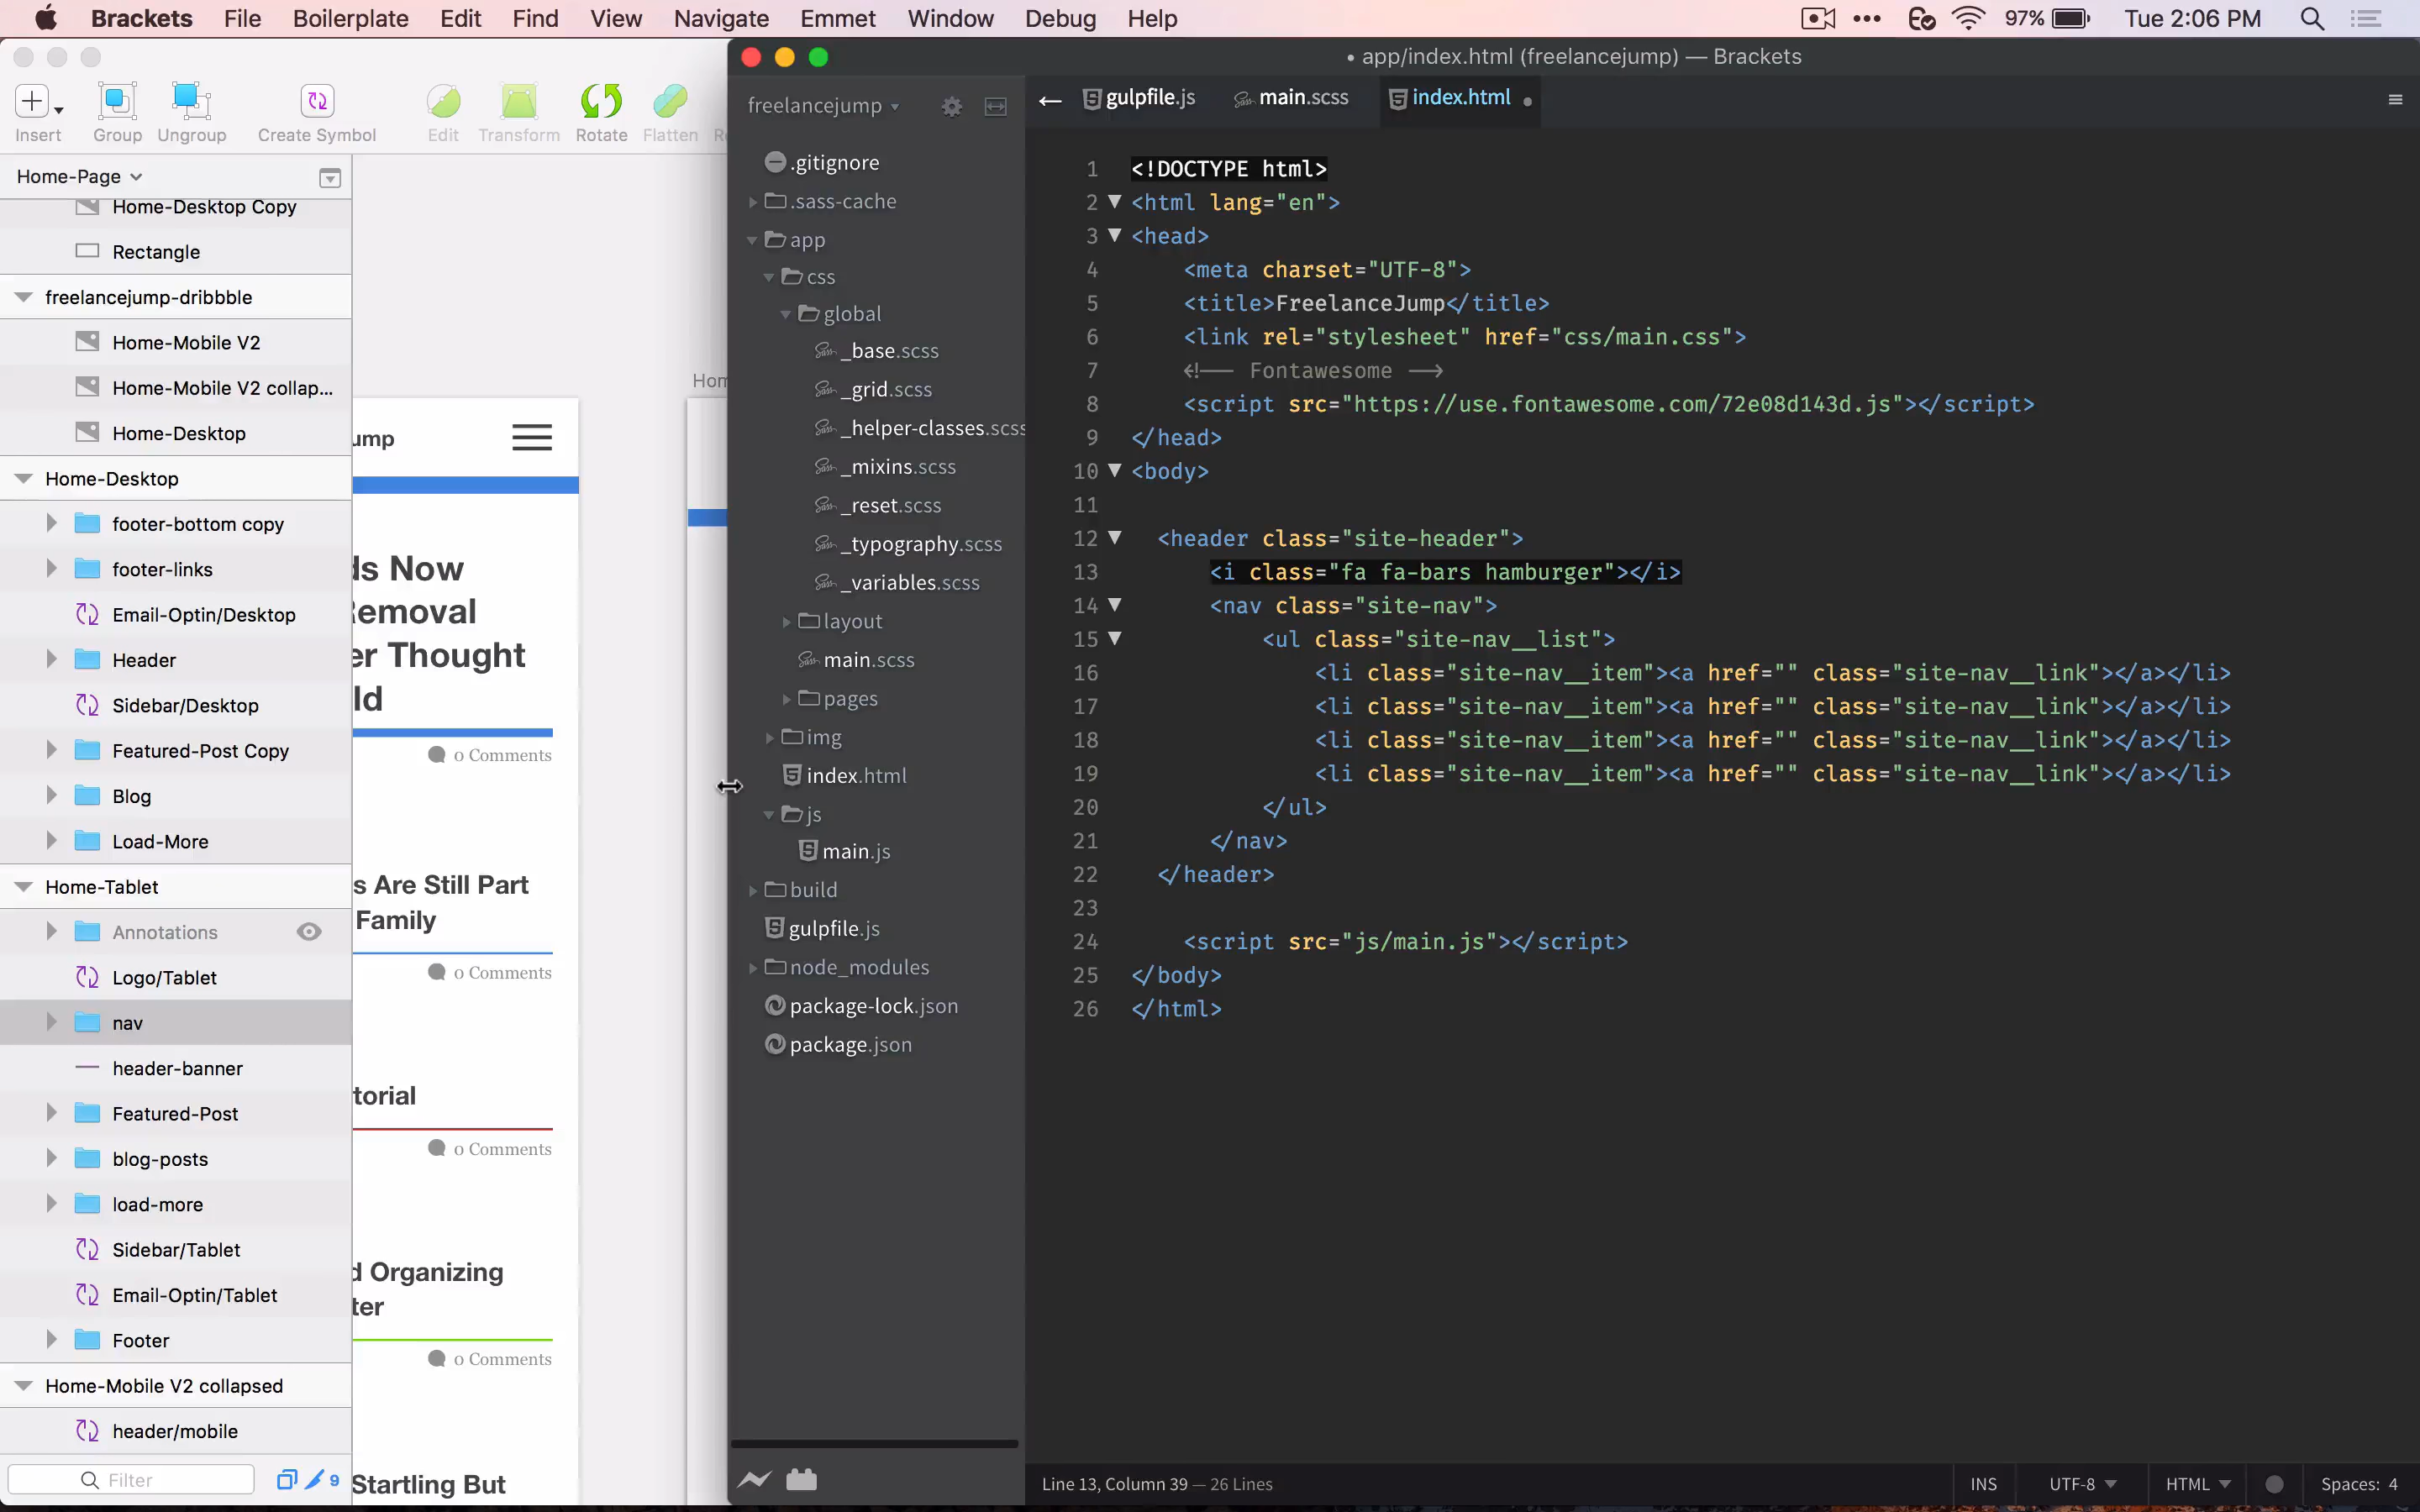 Brackets File Boilerplate Edit Find View Navigate Emmet Window Debug Help 97% Tue 2:06 PM
Insert Group Ungroup Create Symbol Edit Transform Rotate Flatten
Home-Page
Home-Desktop Copy
Rectangle
freelancejump-dribbble
Home-Mobile V2
Home-Mobile V2 collap...
Home-Desktop
Home-Desktop
footer-bottom copy
footer-links
Email-Optin/Desktop
Header
Sidebar/Desktop
Featured-Post Copy
Blog
Load-More
Home-Tablet
Annotations
Logo/Tablet
nav
header-banner
Featured-Post
blog-posts
load-more
Sidebar/Tablet
Email-Optin/Tablet
Footer
Home-Mobile V2 collapsed
header/mobile
Filter 9
Hom
ump
ds Now
Removal
er Thought
ld
0 Comments
s Are Still Part
Family
0 Comments
torial
0 Comments
d Organizing
ter
0 Comments
Startling But
• app/index.html (freelancejump) — Brackets
freelancejump
.gitignore
.sass-cache
app
css
global
_base.scss
_grid.scss
_helper-classes.scss
_mixins.scss
_reset.scss
_typography.scss
_variables.scss
layout
main.scss
pages
img
index.html
js
main.js
build
gulpfile.js
node_modules
package-lock.json
package.json
gulpfile.js main.scss index.html
1 <!DOCTYPE html>
2 <html lang="en">
3 <head>
4 <meta charset="UTF-8">
5 <title>FreelanceJump</title>
6 <link rel="stylesheet" href="css/main.css">
7 <!-- Fontawesome -->
8 <script src="https://use.fontawesome.com/72e08d143d.js"></script>
9 </head>
10 <body>
11
12 <header class="site-header">
13 <i class="fa fa-bars hamburger"></i>
14 <nav class="site-nav">
15 <ul class="site-nav__list">
16 <li class="site-nav__item"><a href="" class="site-nav__link"></a></li>
17 <li class="site-nav__item"><a href="" class="site-nav__link"></a></li>
18 <li class="site-nav__item"><a href="" class="site-nav__link"></a></li>
19 <li class="site-nav__item"><a href="" class="site-nav__link"></a></li>
20 </ul>
21 </nav>
22 </header>
23
24 <script src="js/main.js"></script>
25 </body>
26 </html>
Line 13, Column 39 — 26 Lines INS UTF-8 HTML Spaces: 4